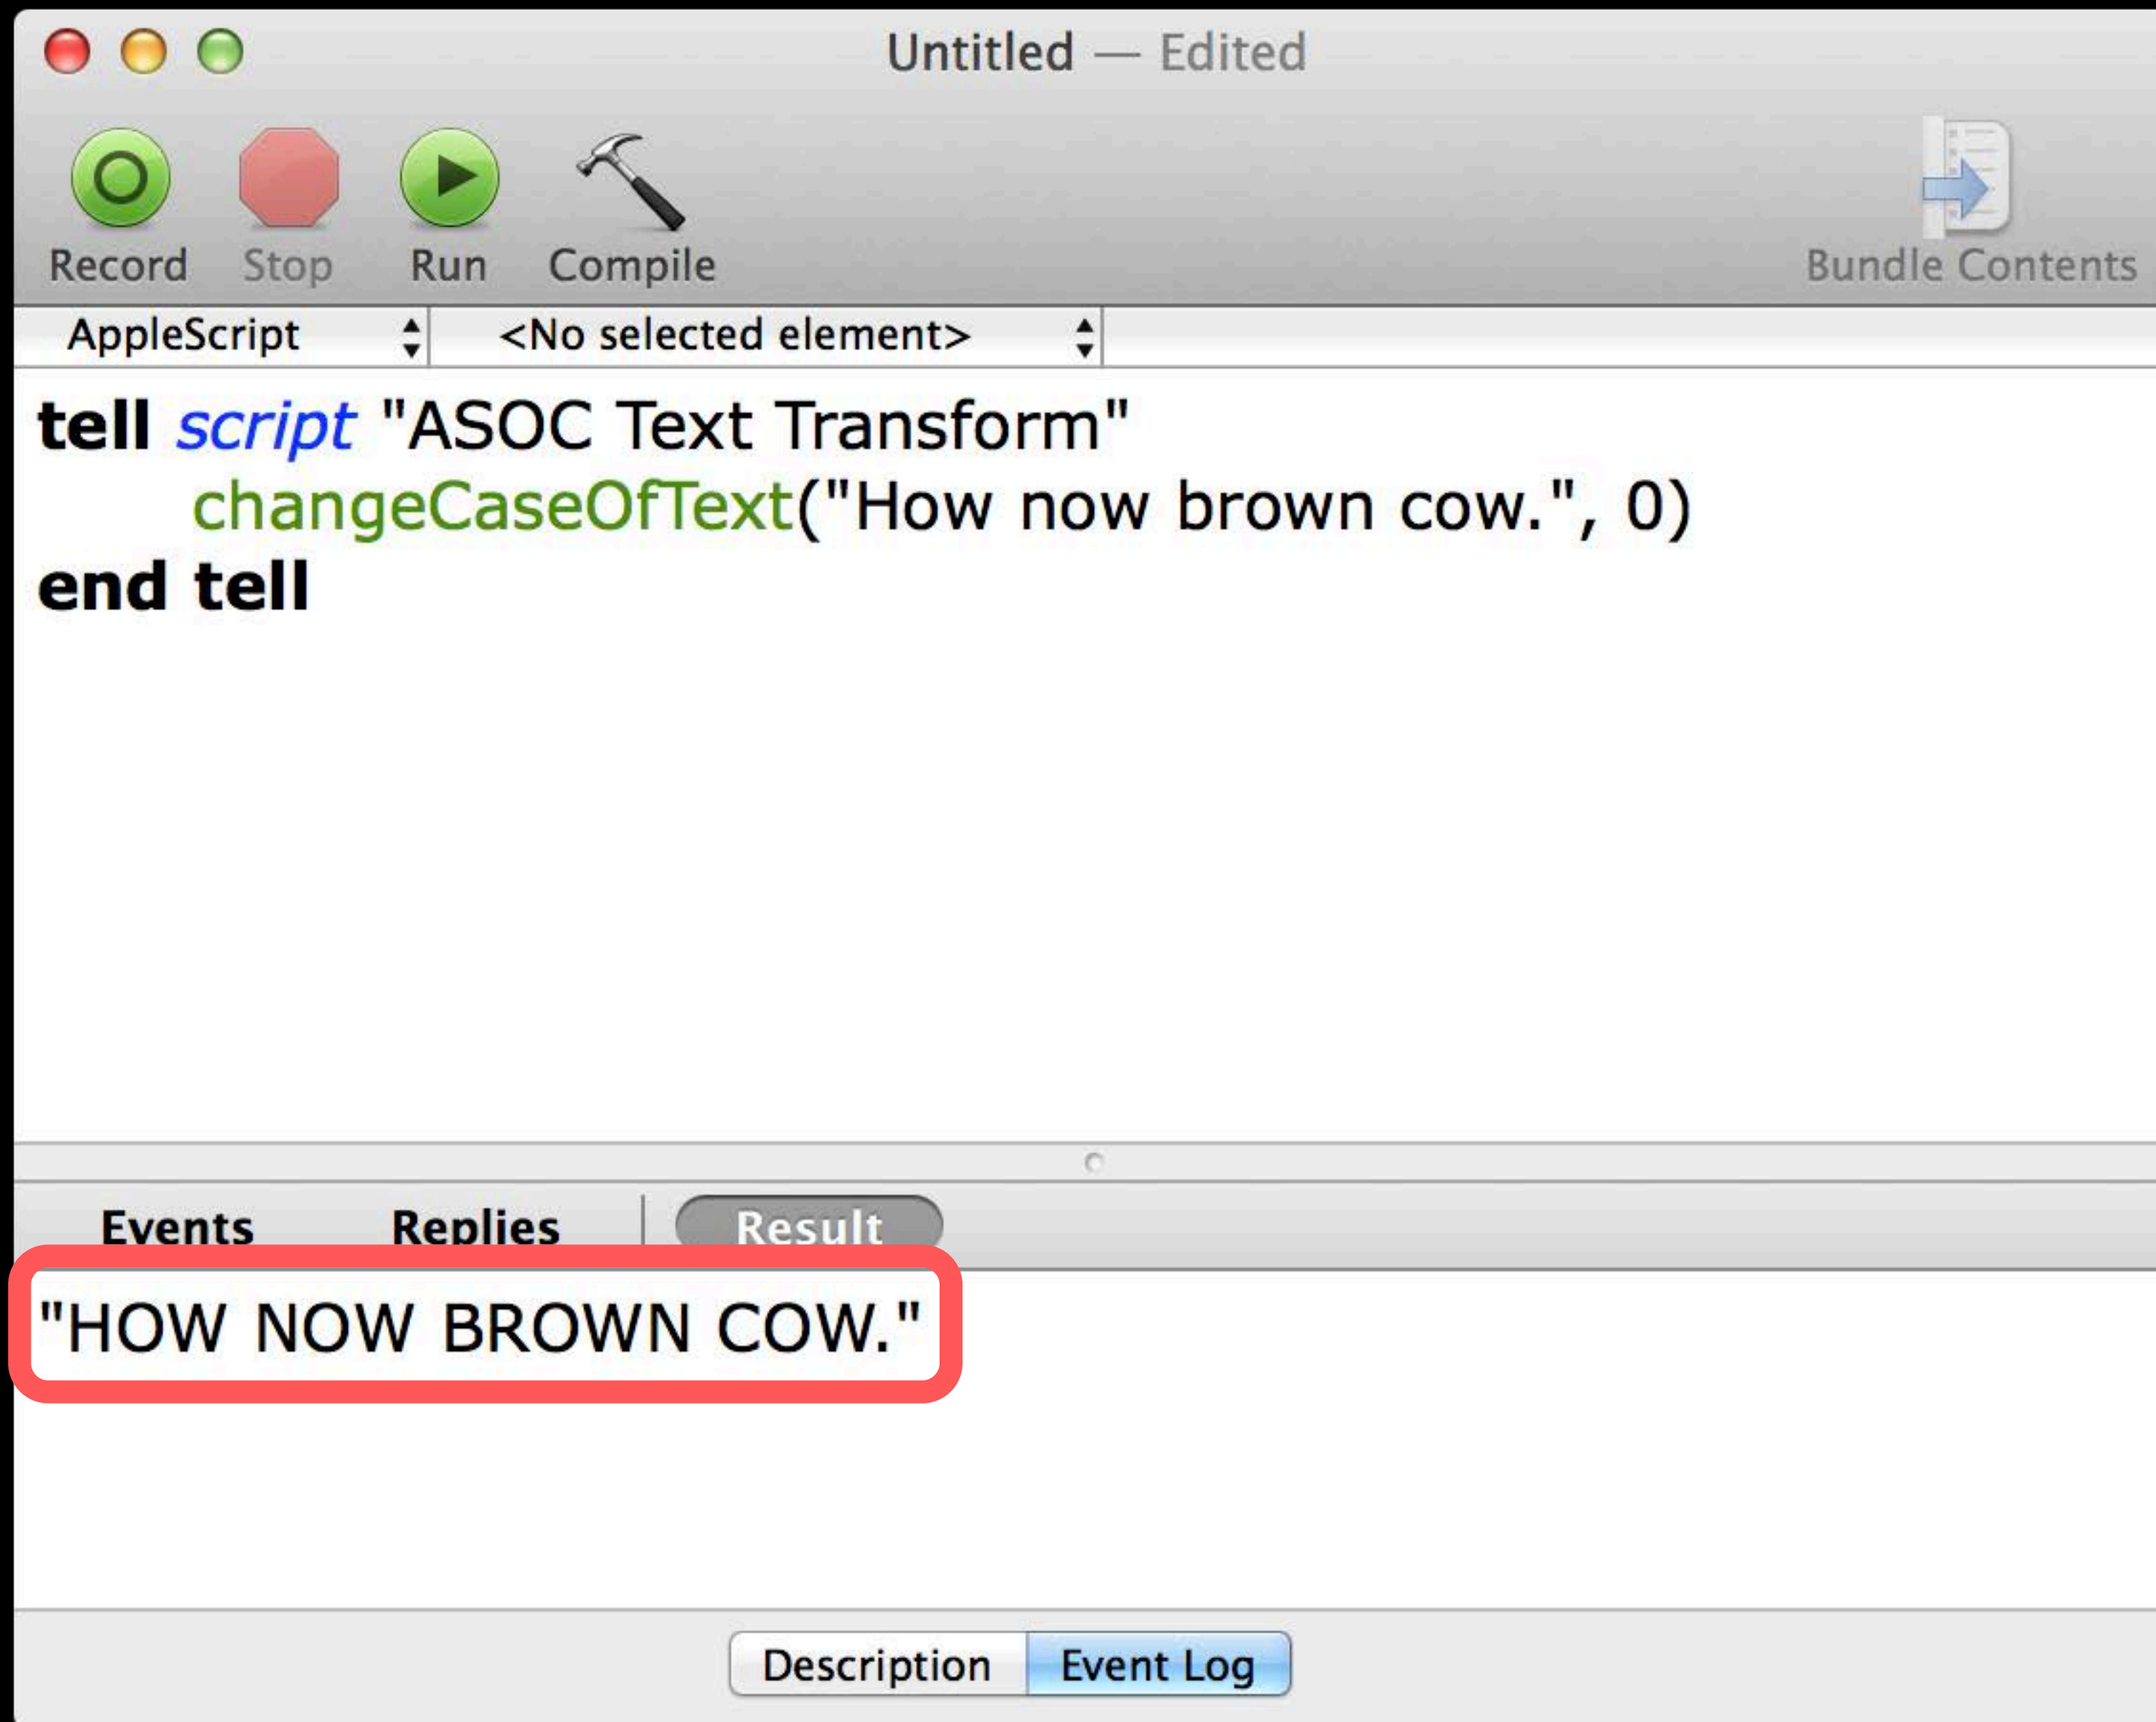 Untitled — Edited
Record Stop Run Compile Bundle Contents
AppleScript <No selected element>
tell script "ASOC Text Transform"
changeCaseOfText("How now brown cow.", 0)
end tell
Events Replies Result
"HOW NOW BROWN COW."
Description Event Log